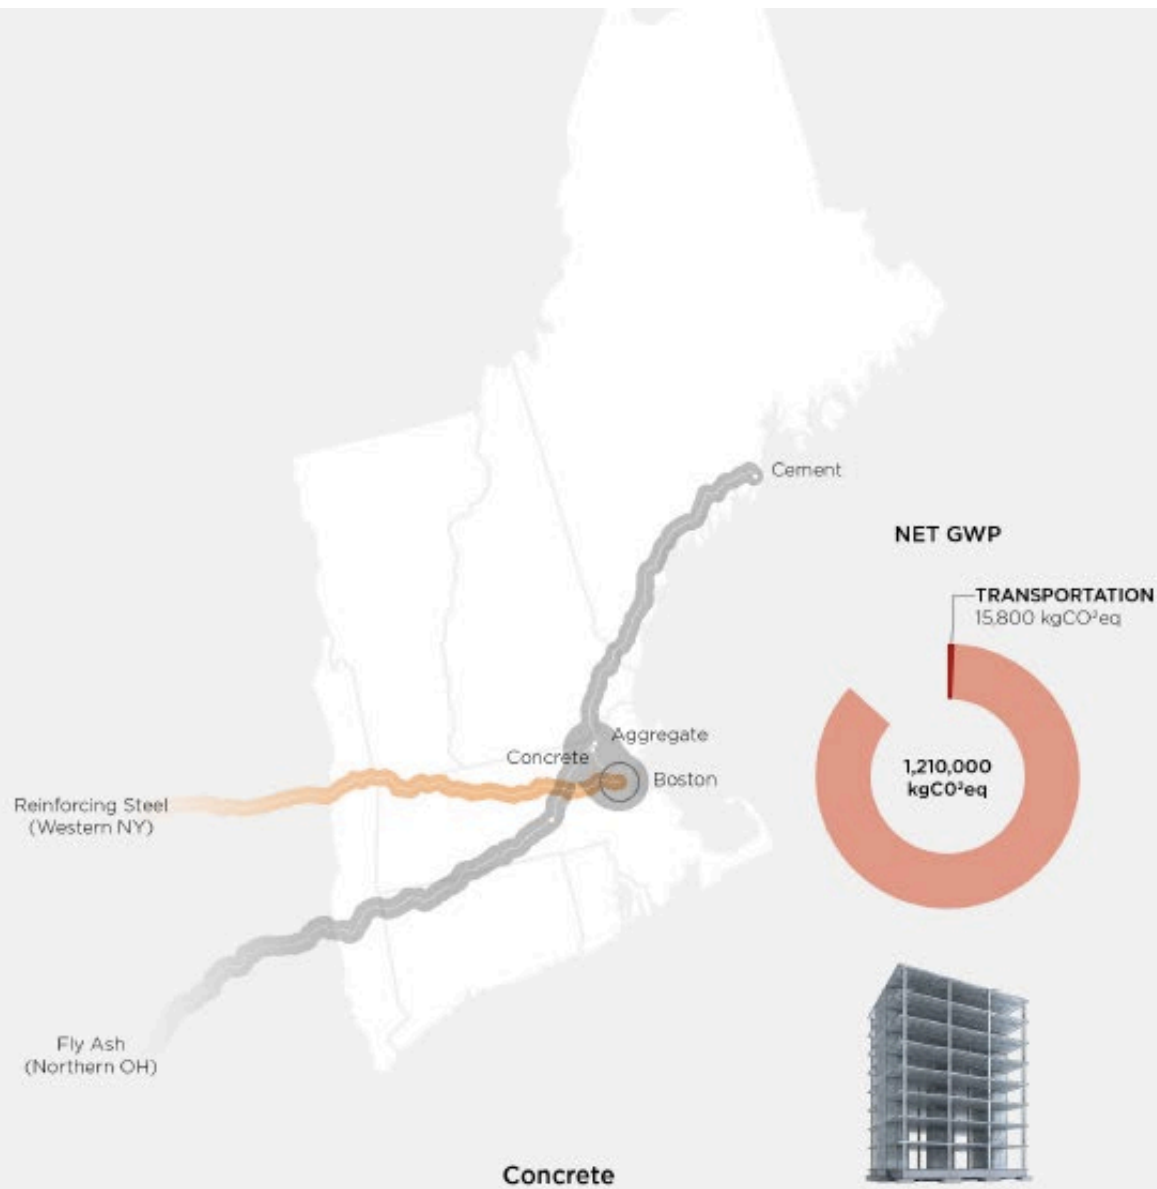 Cement
NET GWP
TRANSPORTATION
15,800 kgCO²eq
Aggregate
Concrete
Boston
1,210,000
kgC0²eq
Reinforcing Steel
(Western NY)
Fly Ash
(Northern OH)
Concrete